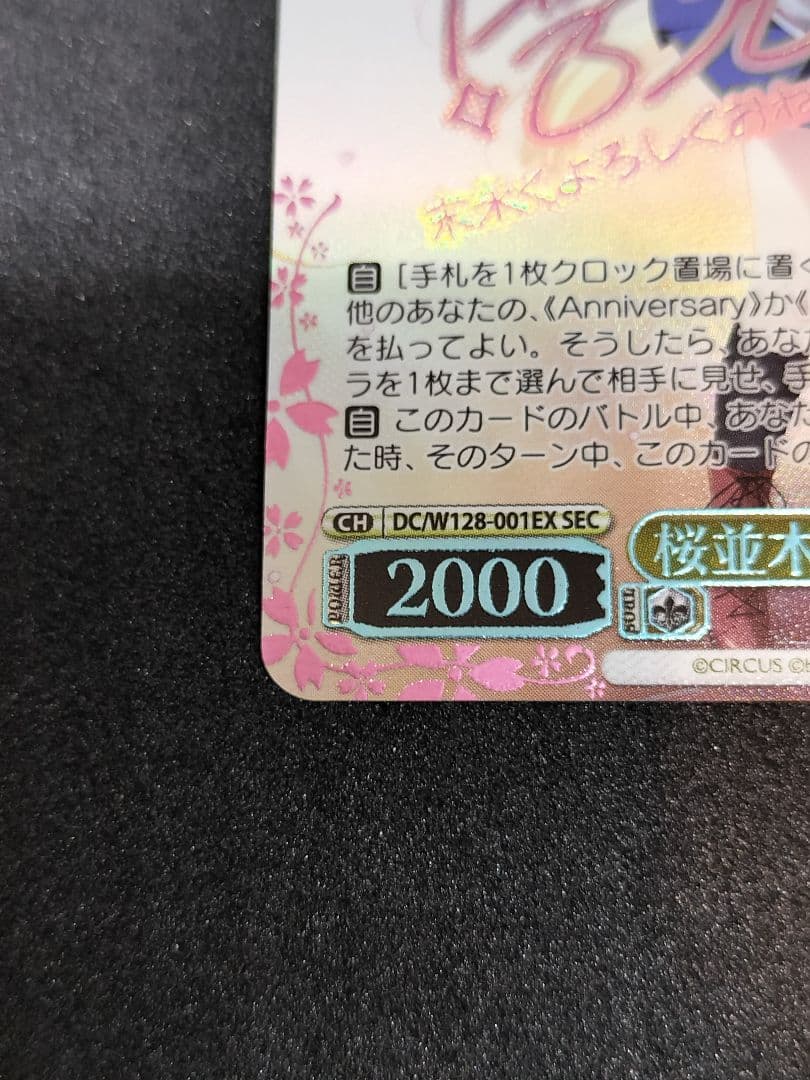 末永くよろしくおね
自 [手札を1枚クロック置場に置く
他のあなたの、《Anniversary》か《
を払ってよい。そうしたら、あなた
ラを1枚まで選んで相手に見せ、手
自 このカードのバトル中、あなた
た時、そのターン中、このカードの
CH DC/W128-001EX SEC
POWER 2000
桜並木
SOUL
©CIRCUS ©